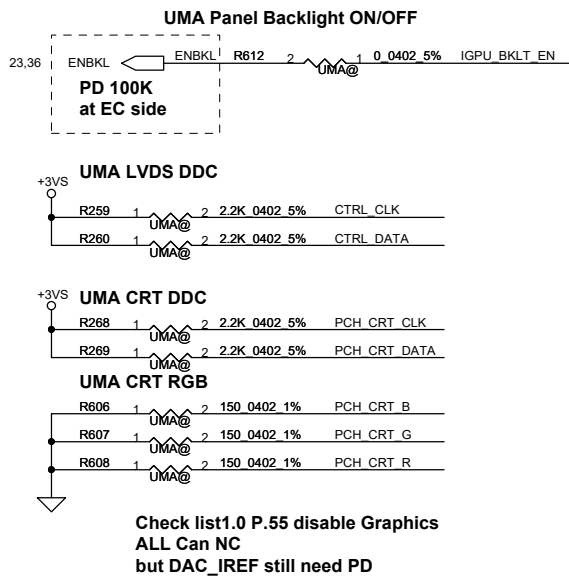 UMA Panel Backlight ON/OFF
23,36 ENBKL ENBKL R612 2 1 0_0402_5% IGPU_BKLT_EN
UMA@
PD 100K
at EC side
UMA LVDS DDC
+3VS
R259 1 2 2.2K_0402_5% CTRL_CLK
UMA@
R260 1 2 2.2K_0402_5% CTRL_DATA
UMA@
+3VS
UMA CRT DDC
R268 1 2 2.2K_0402_5% PCH_CRT_CLK
UMA@
R269 1 2 2.2K_0402_5% PCH_CRT_DATA
UMA@
UMA CRT RGB
R606 1 2 150_0402_1% PCH_CRT_B
UMA@
R607 1 2 150_0402_1% PCH_CRT_G
UMA@
R608 1 2 150_0402_1% PCH_CRT_R
UMA@
Check list1.0 P.55 disable Graphics
ALL Can NC
but DAC_IREF still need PD